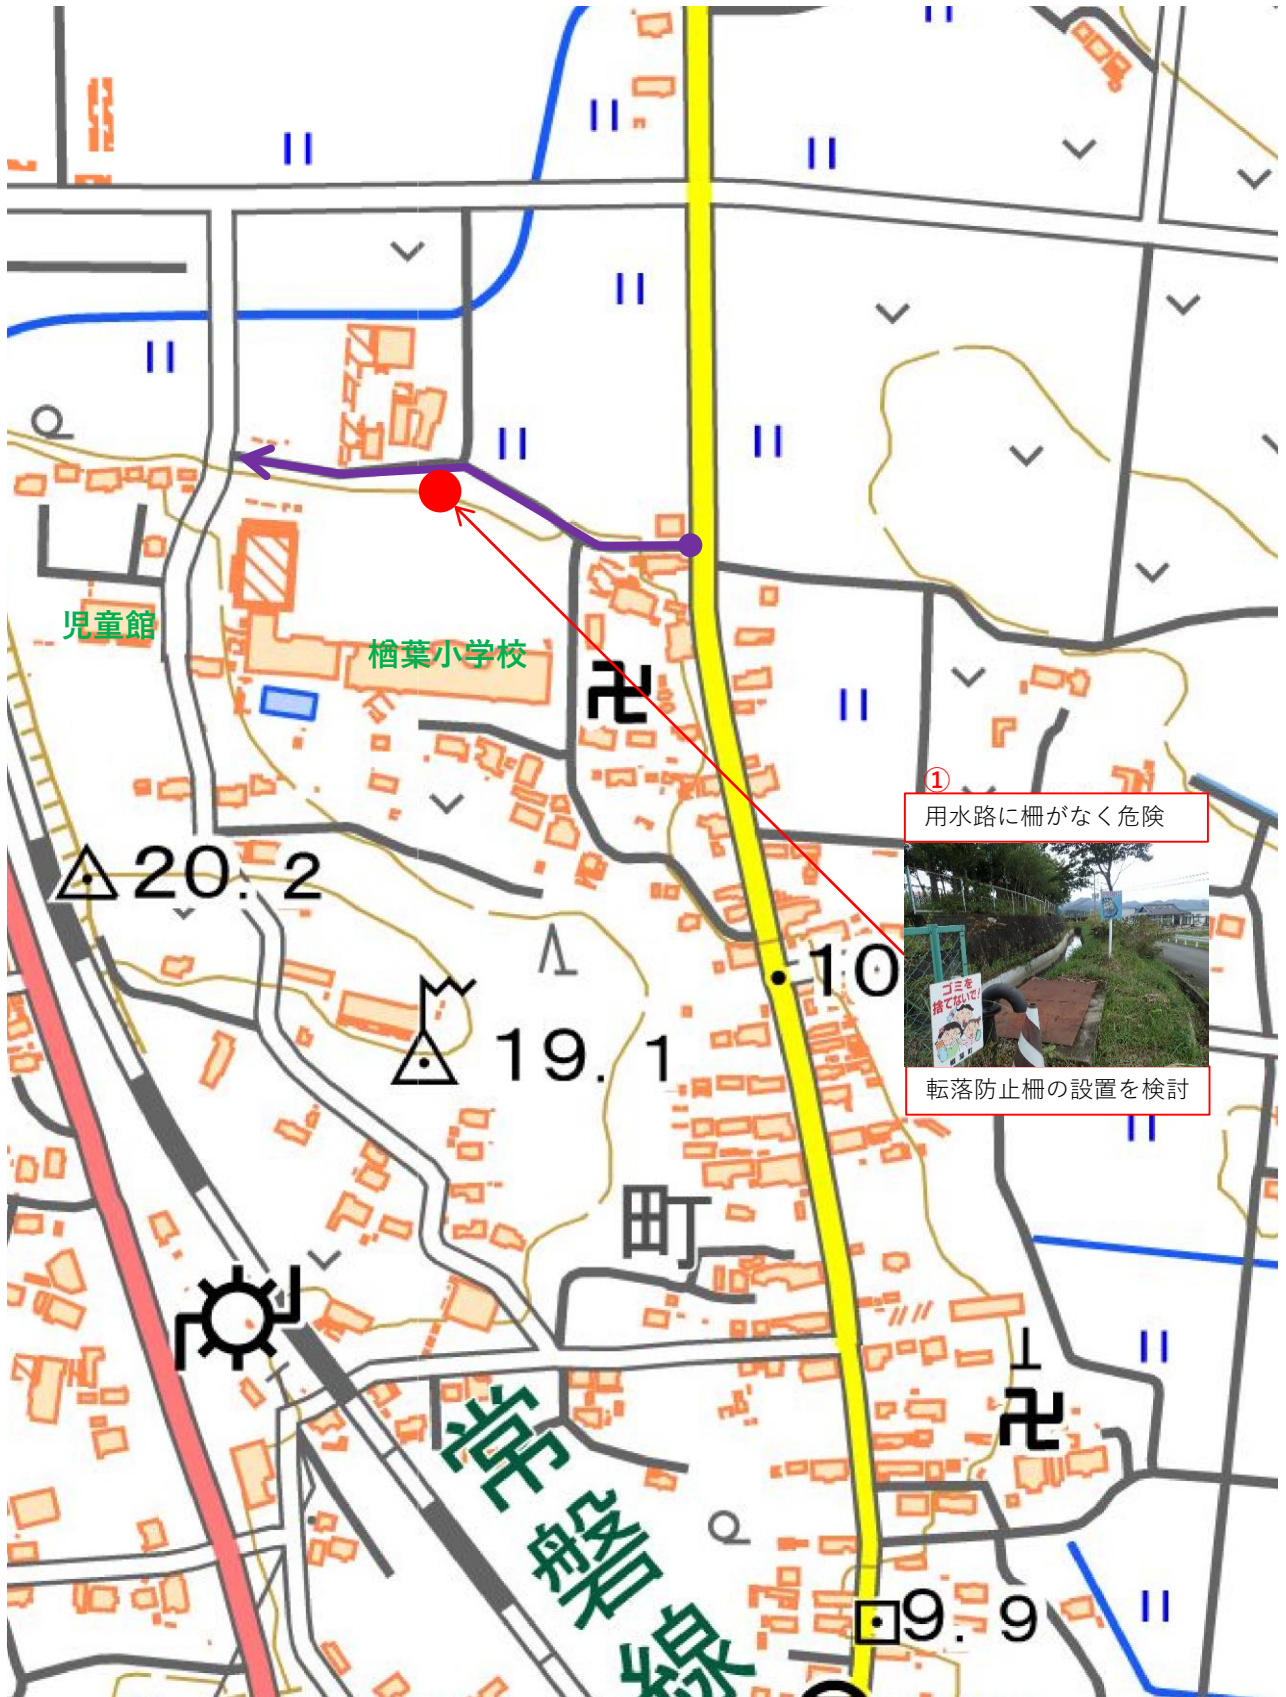 児童館
楢葉小学校
①
用水路に柵がなく危険
20.2
10
ゴミを
捨てないで!
19.1
転落防止柵の設置を検討
町
常磐線
9.9